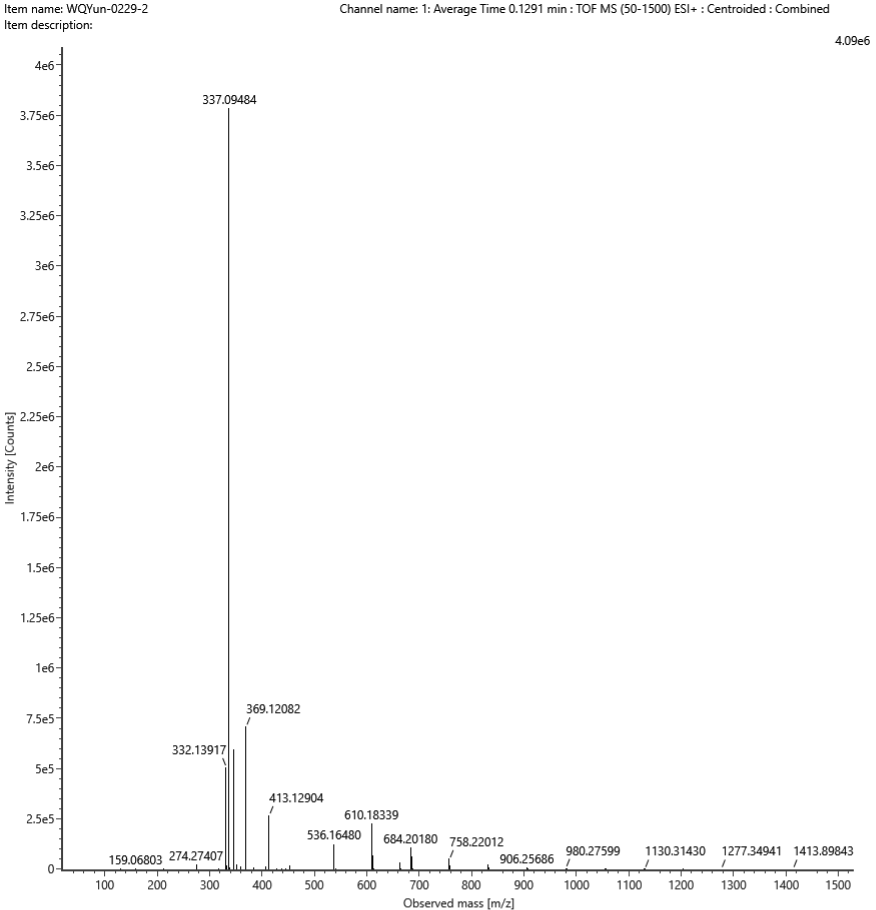 Item name: WQYun-0229-2
Channel name: 1: Average Time 0.1291 min : TOF MS (50-1500) ESI+ : Centroided : Combined
Item description:
4.09e6
4e6
337.09484
3.75e6
3.5e6
3.25e6
3e6
2.75e6
2.5e6
2.25e6
2e6
1.75e6
1.5e6
1.25e6
1e6
7.5e5
369.12082
332.13917
5e5
413.12904
2.5e5
610.18339
536.16480
684.20180
758.22012
159.06803
274.27407
906.25686
980.27599
1130.31430
1277.34941
1413.89843
0
100
200
300
400
500
600
700
800
900
1000
1100
1200
1300
1400
1500
Intensity [Counts]
Observed mass [m/z]